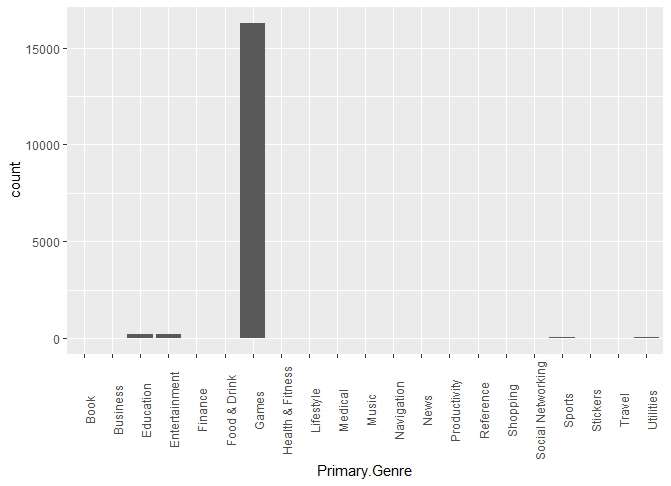 15000
10000
5000
0
count
Book
Business
Education
Entertainment
Finance
Food & Drink
Games
Health & Fitness
Lifestyle
Medical
Music
Navigation
News
Productivity
Reference
Shopping
Social Networking
Sports
Stickers
Travel
Utilities
Primary.Genre